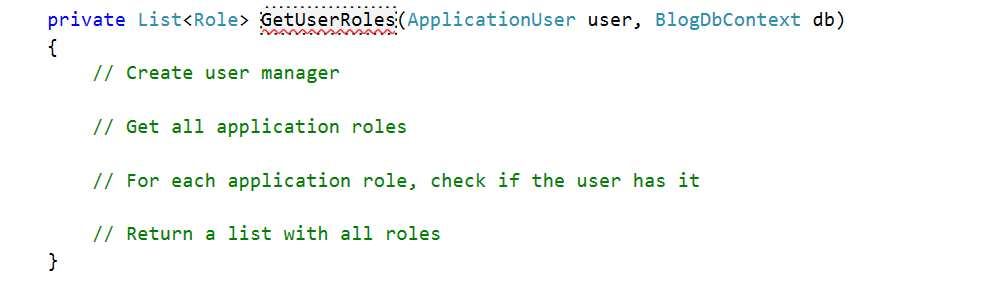 private List<Role> GetUserRoles(ApplicationUser user, BlogDbContext db)
{
// Create user manager
// Get all application roles
// For each application role, check if the user has it
// Return a list with all roles
}